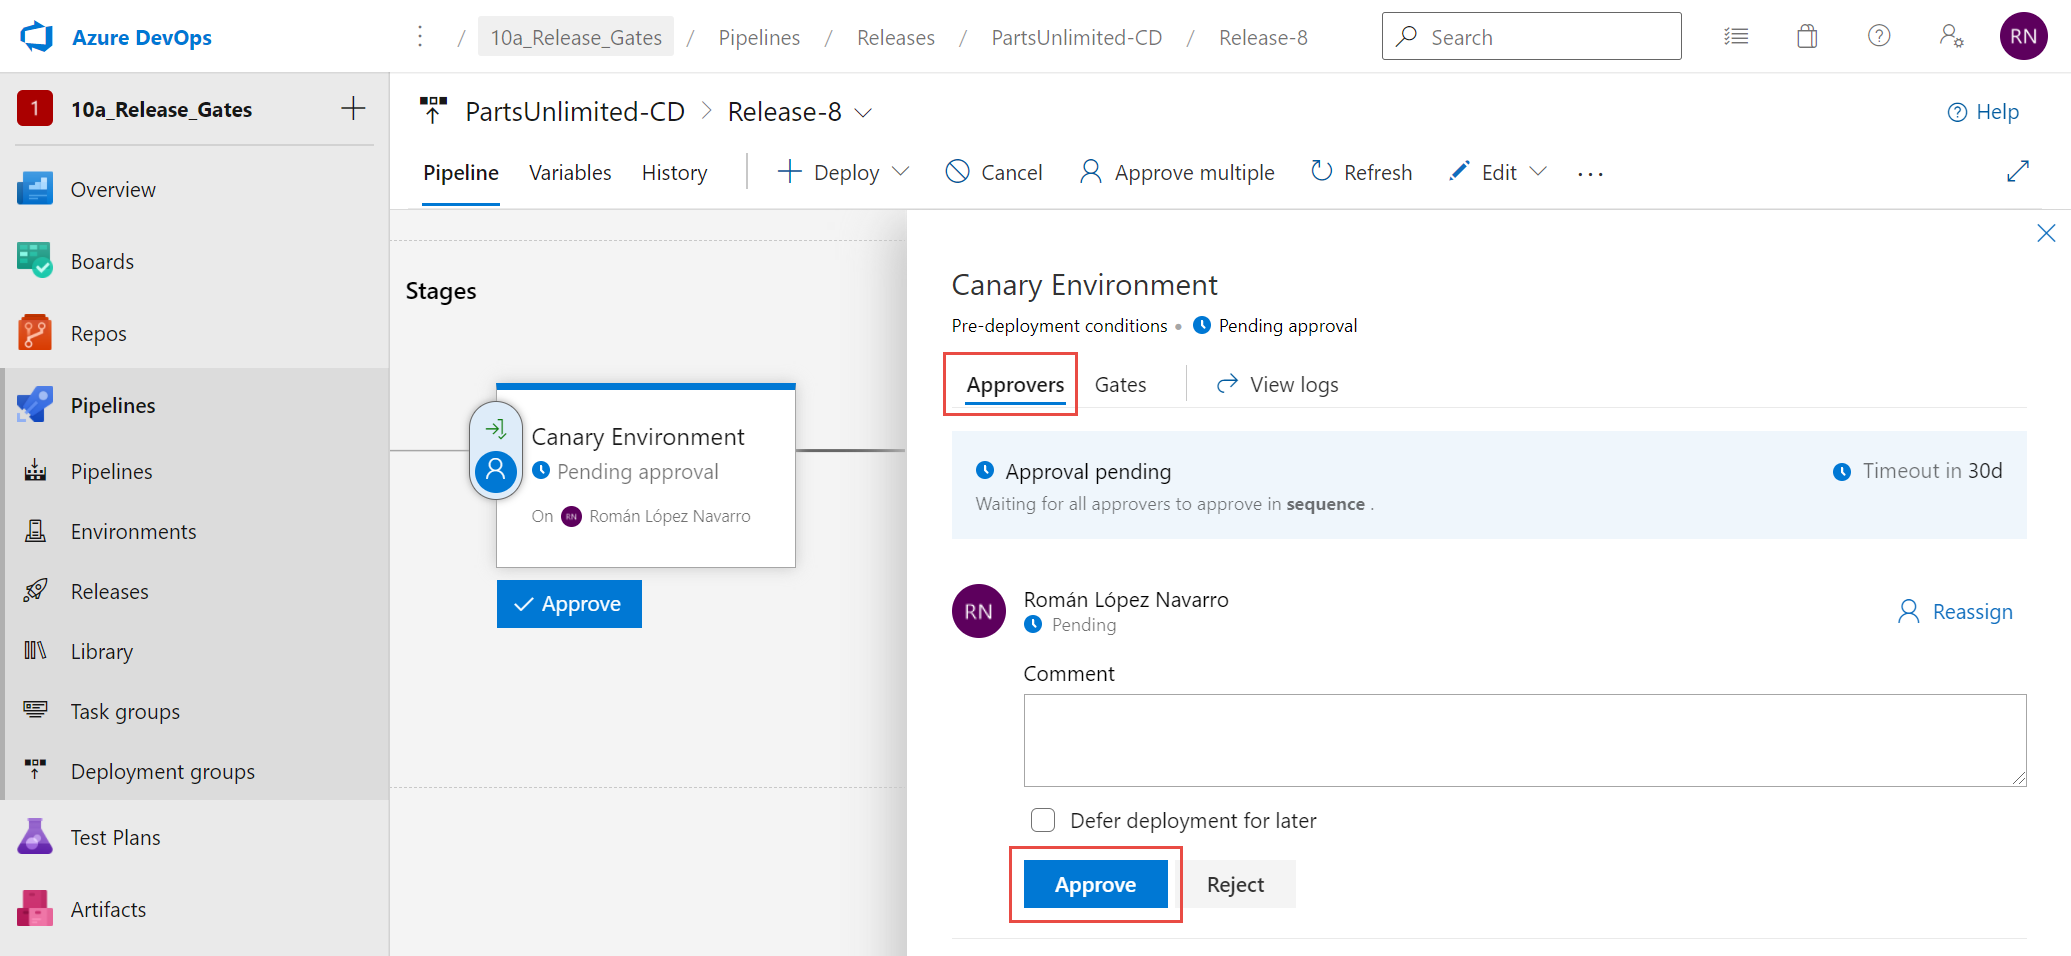 Azure DevOps
/ 10a_Release_Gates / Pipelines / Releases / PartsUnlimited-CD / Release-8
Search
RN
1 10a_Release_Gates
Overview
Boards
Repos
Pipelines
Pipelines
Environments
Releases
Library
Task groups
Deployment groups
Test Plans
Artifacts
PartsUnlimited-CD > Release-8
Help
Pipeline Variables History Deploy Cancel Approve multiple Refresh Edit ...
Stages
Canary Environment
Pending approval
On RN Román López Navarro
Approve
Canary Environment
Pre-deployment conditions • Pending approval
Approvers Gates View logs
Approval pending Timeout in 30d
Waiting for all approvers to approve in sequence .
RN Román López Navarro
Pending
Reassign
Comment
Defer deployment for later
Approve Reject